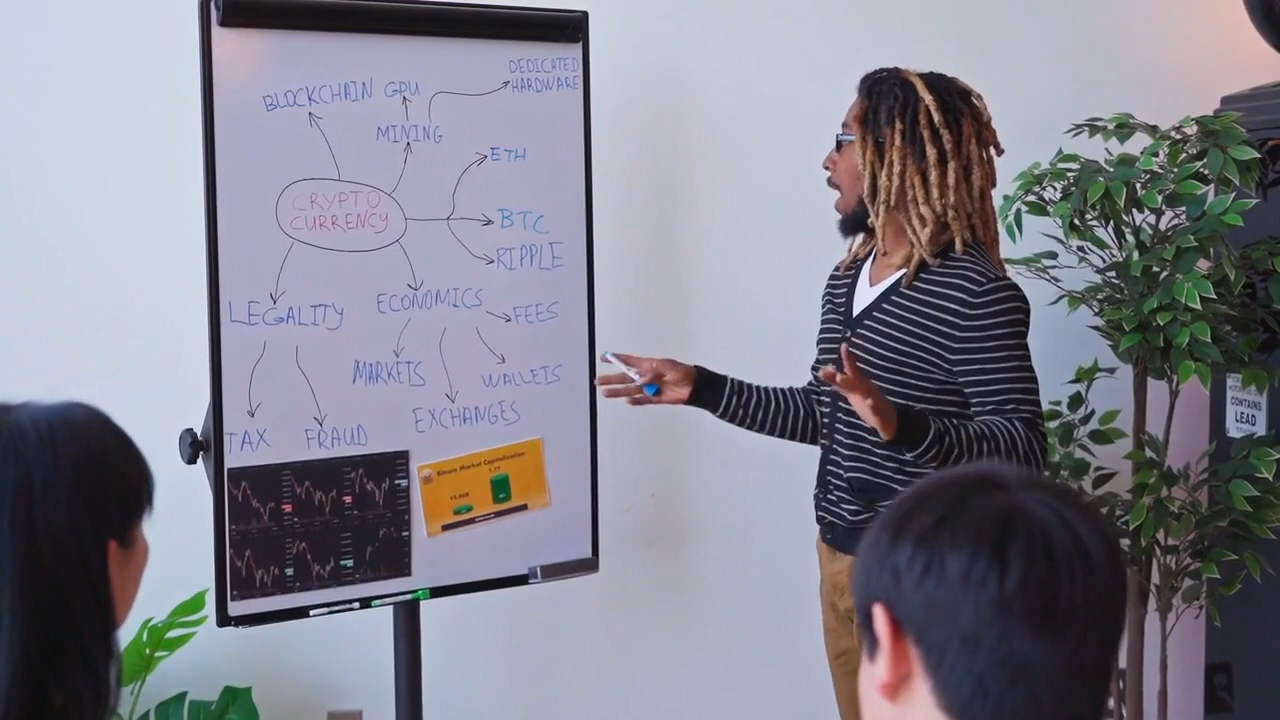 DEDICATED
HARDWARE
BLOCKCHAIN
GPU
MINING
ETH
CRYPTO
CURRENCY
BTC
RIPPLE
LEGALITY
ECONOMICS
FEES
MARKETS
WALLETS
EXCHANGES
TAX
FRAUD
Bitcoin Market Capitalization
CONTAINS
LEAD